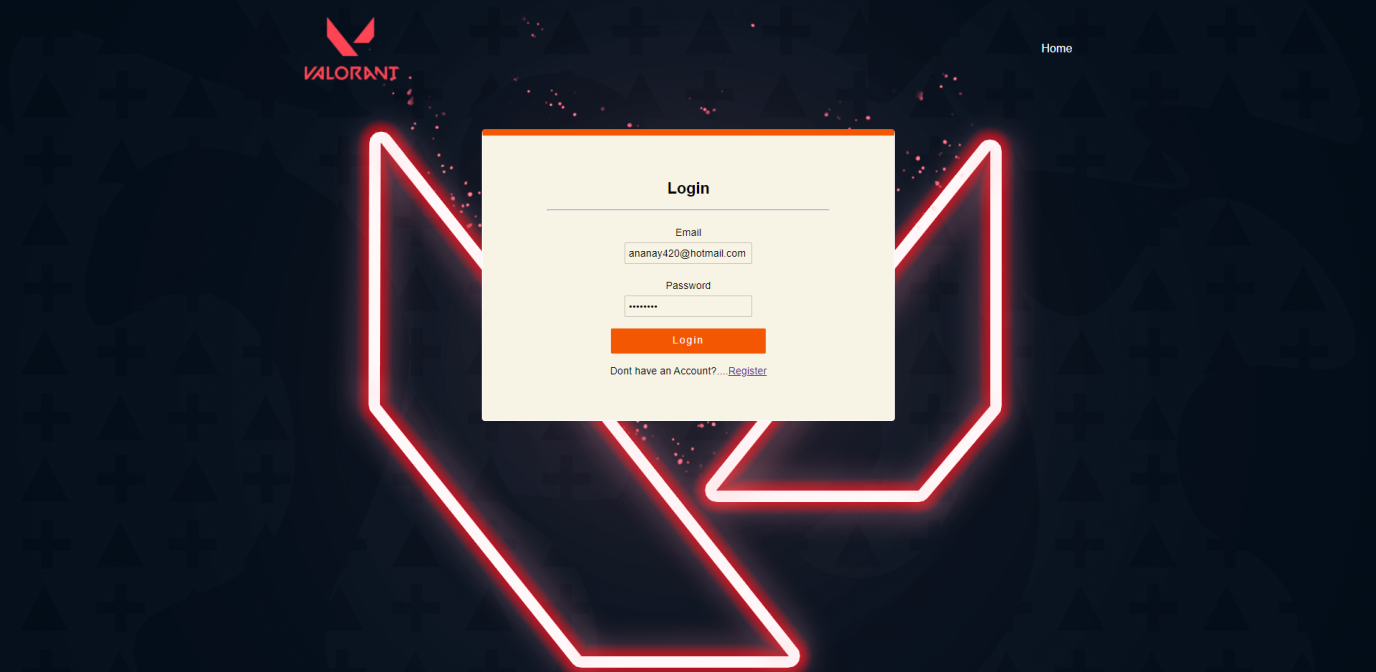 VALORANT
Home
Login
Email
ananay420@hotmail.com
Password
••••••••
Login
Dont have an Account?....Register